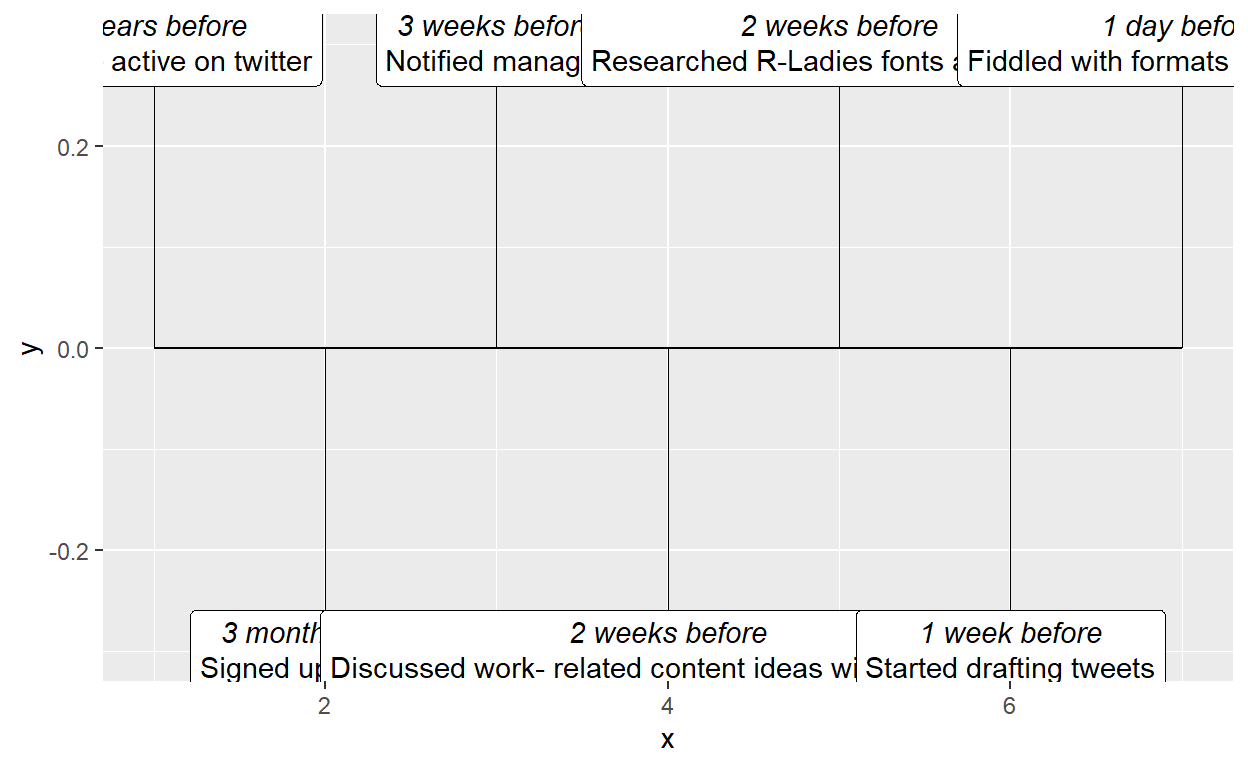 ears before
active on twitter
3 weeks befor
Notified manag
2 weeks before
Researched R-Ladies fonts
1 day befo
Fiddled with formats
0.2
0.0
-0.2
y
3 month
Signed up
2 weeks before
Discussed work- related content ideas wi
1 week before
Started drafting tweets
2
4
6
x